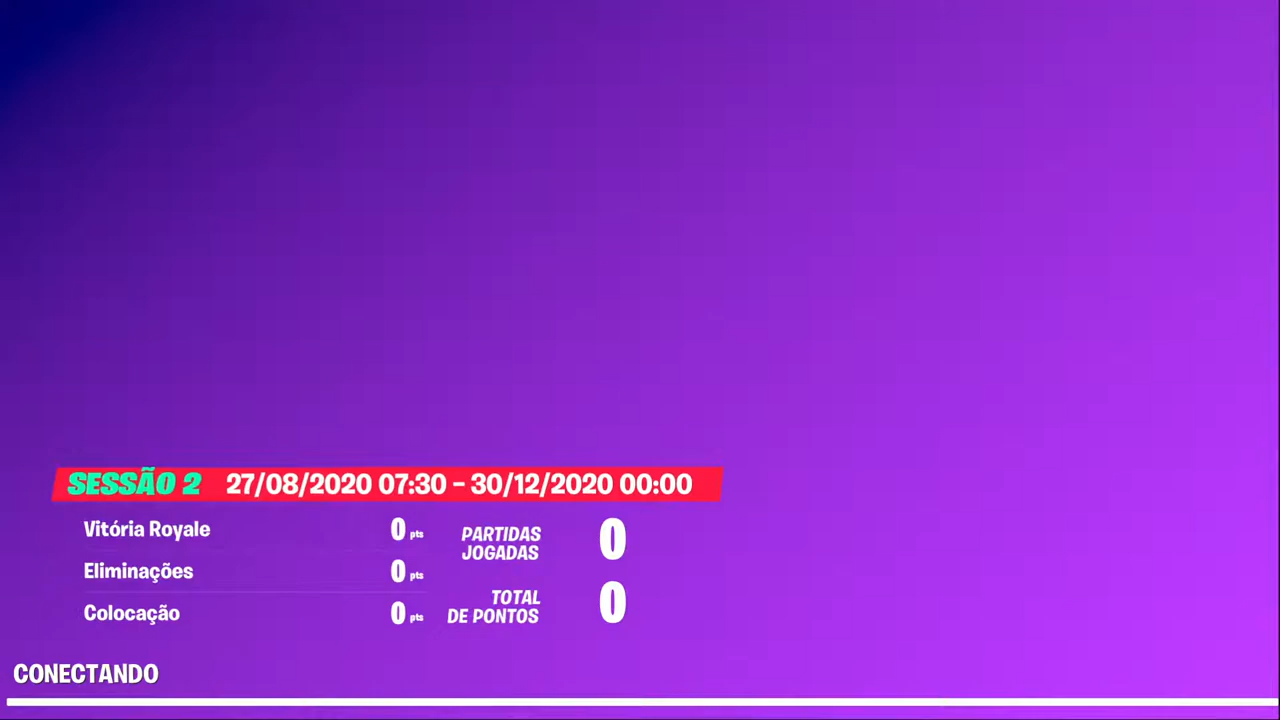 SESSÃO 2 27/08/2020 07:30 - 30/12/2020 00:00
Vitória Royale 0 pts
Eliminações 0 pts
Colocação 0 pts
PARTIDAS
JOGADAS 0
TOTAL
DE PONTOS 0
CONECTANDO